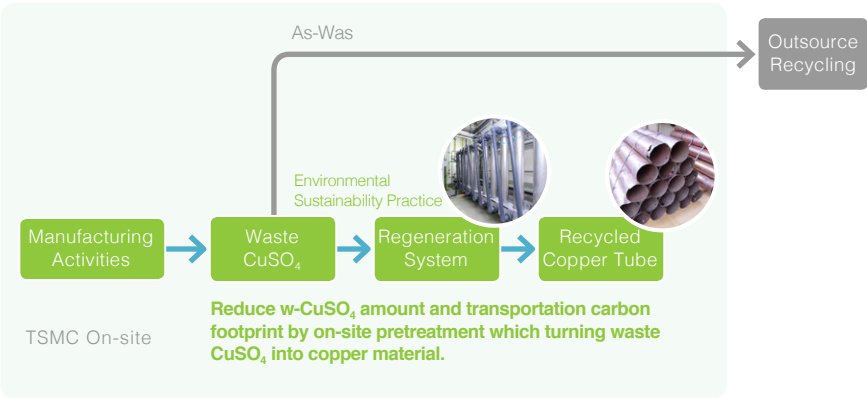 As-Was
Outsource
Recycling
Environmental
Sustainability Practice
Manufacturing
Activities
Waste
CuSO₄
Regeneration
System
Recycled
Copper Tube
Reduce w-CuSO₄ amount and transportation carbon
footprint by on-site pretreatment which turning waste
CuSO₄ into copper material.
TSMC On-site